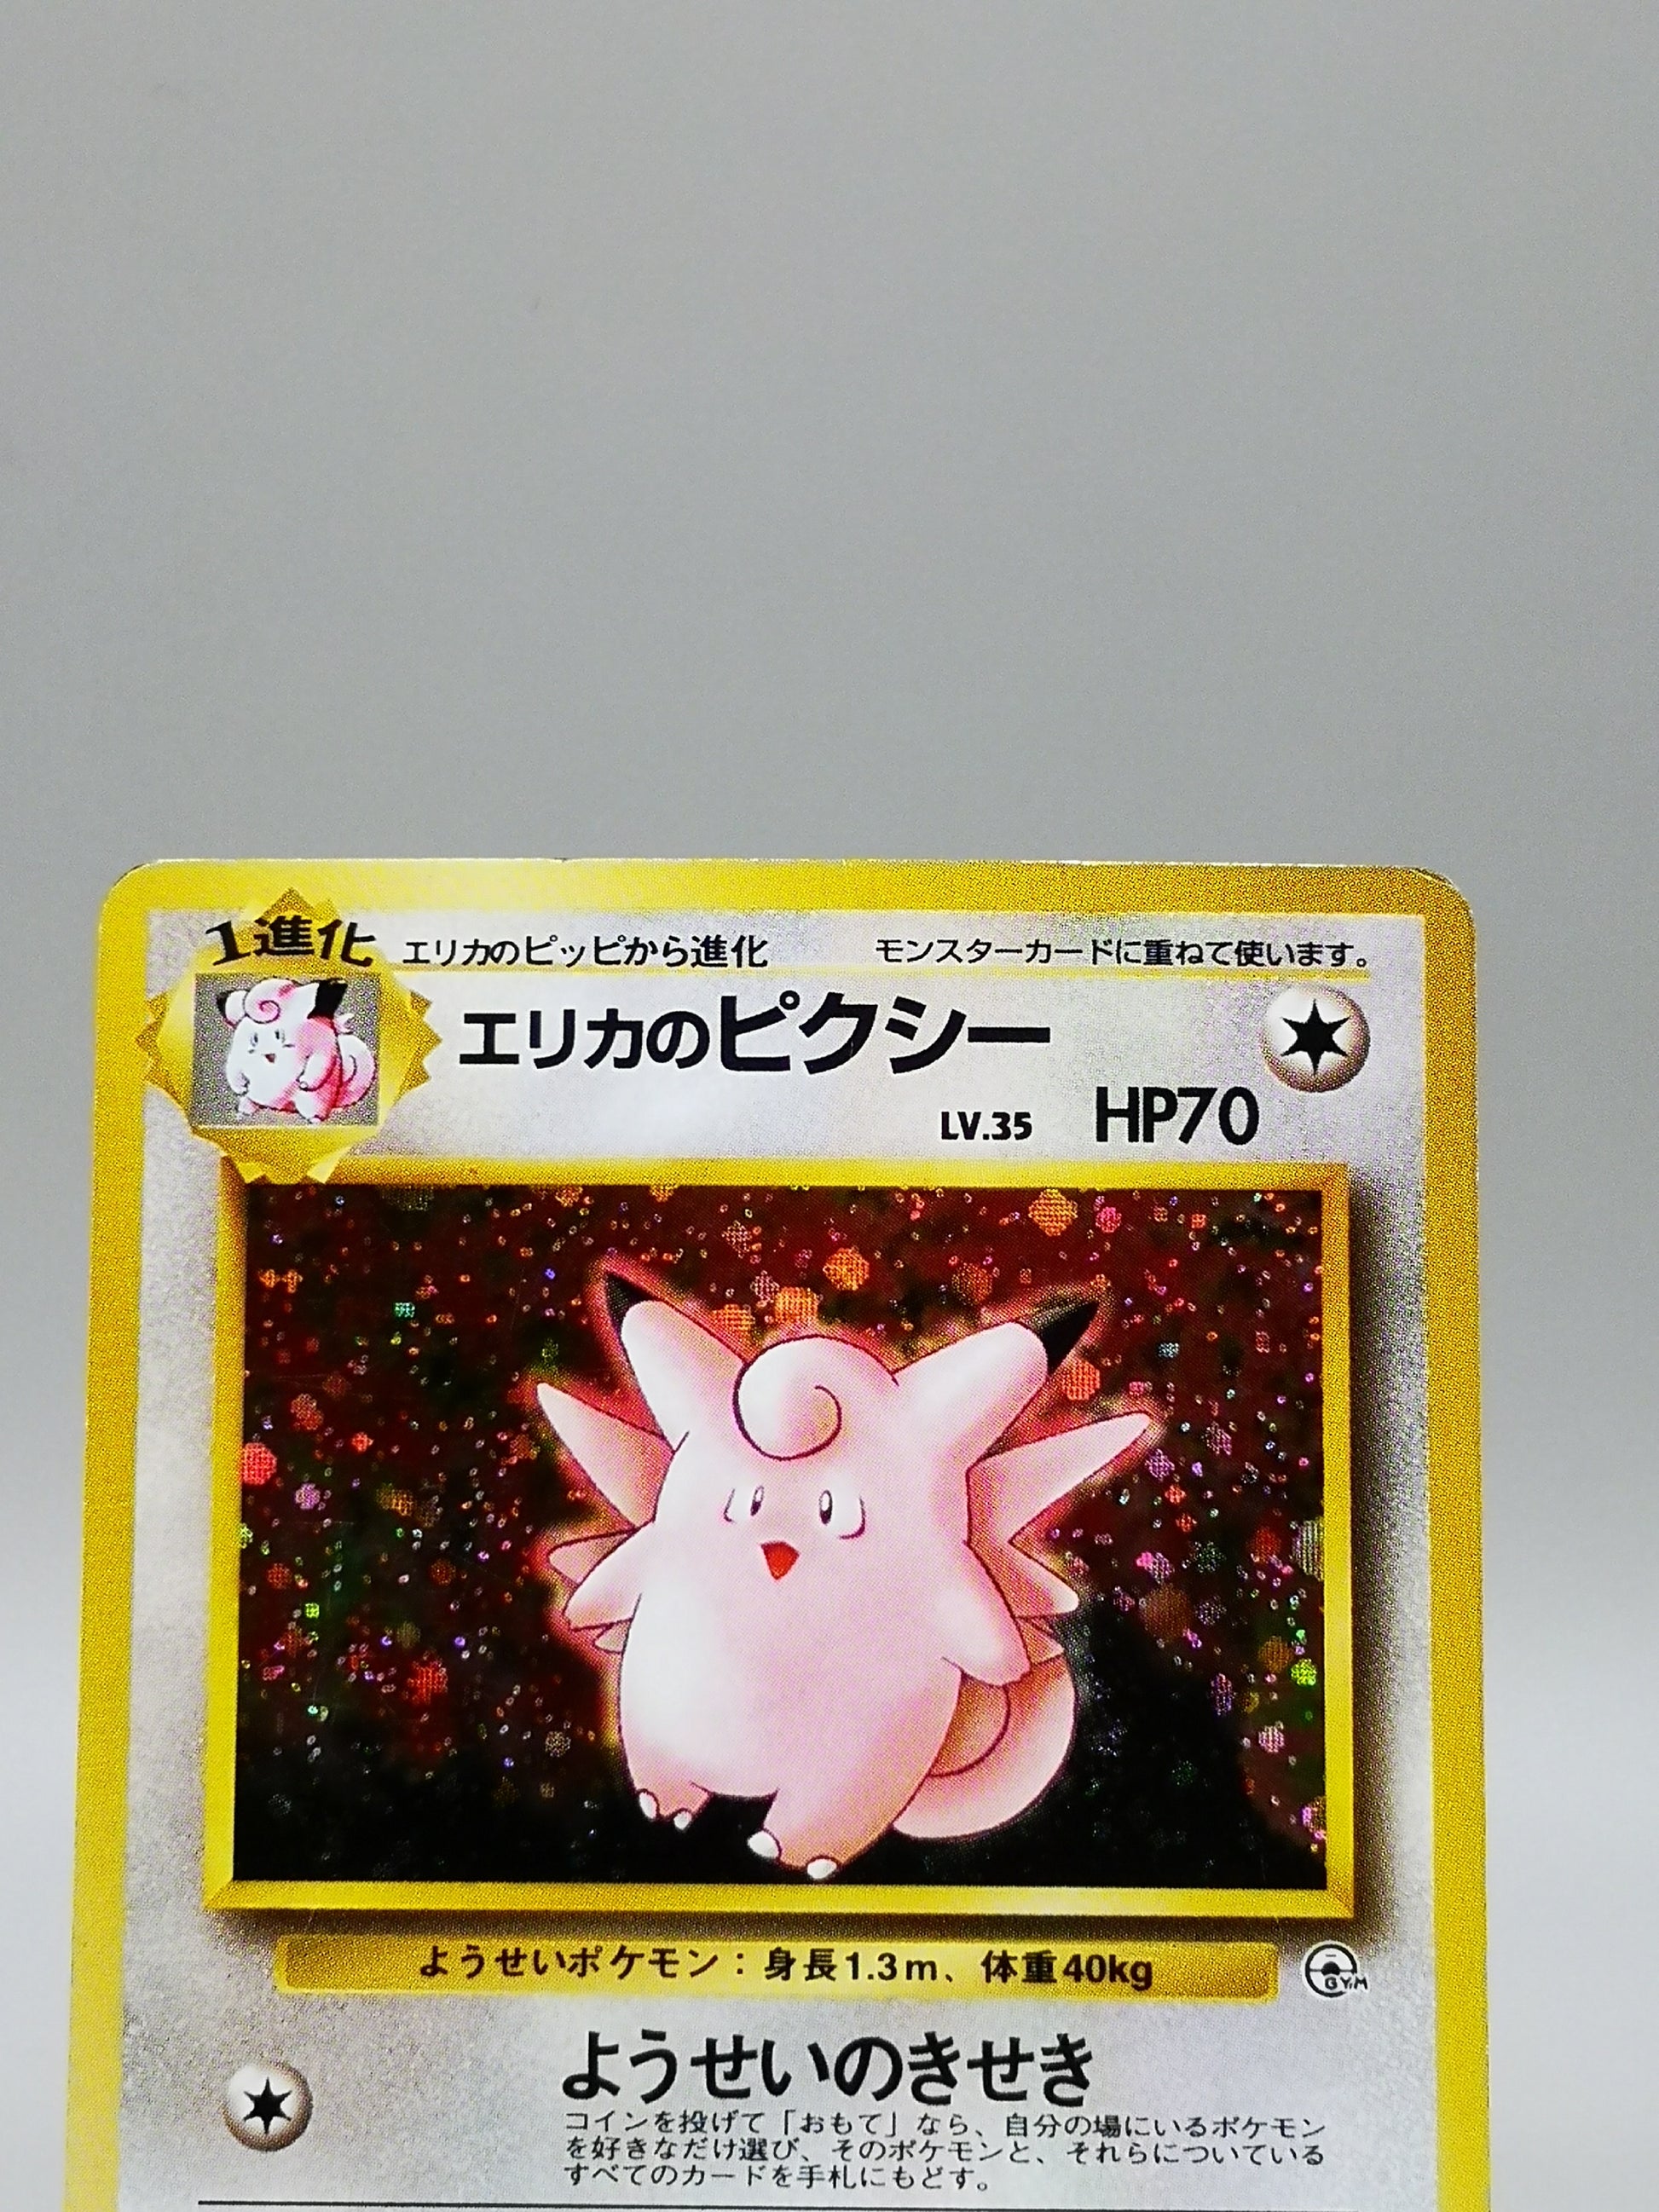 1進化
エリカのピッピから進化
モンスターカードに重ねて使います。
エリカのピクシー
LV.35 HP70
ようせいポケモン：身長1.3m、体重40kg
GYM
ようせいのきせき
コインを投げて「おもて」なら、自分の場にいるポケモン
を好きなだけ選び、そのポケモンと、それらについている
すべてのカードを手札にもどす。